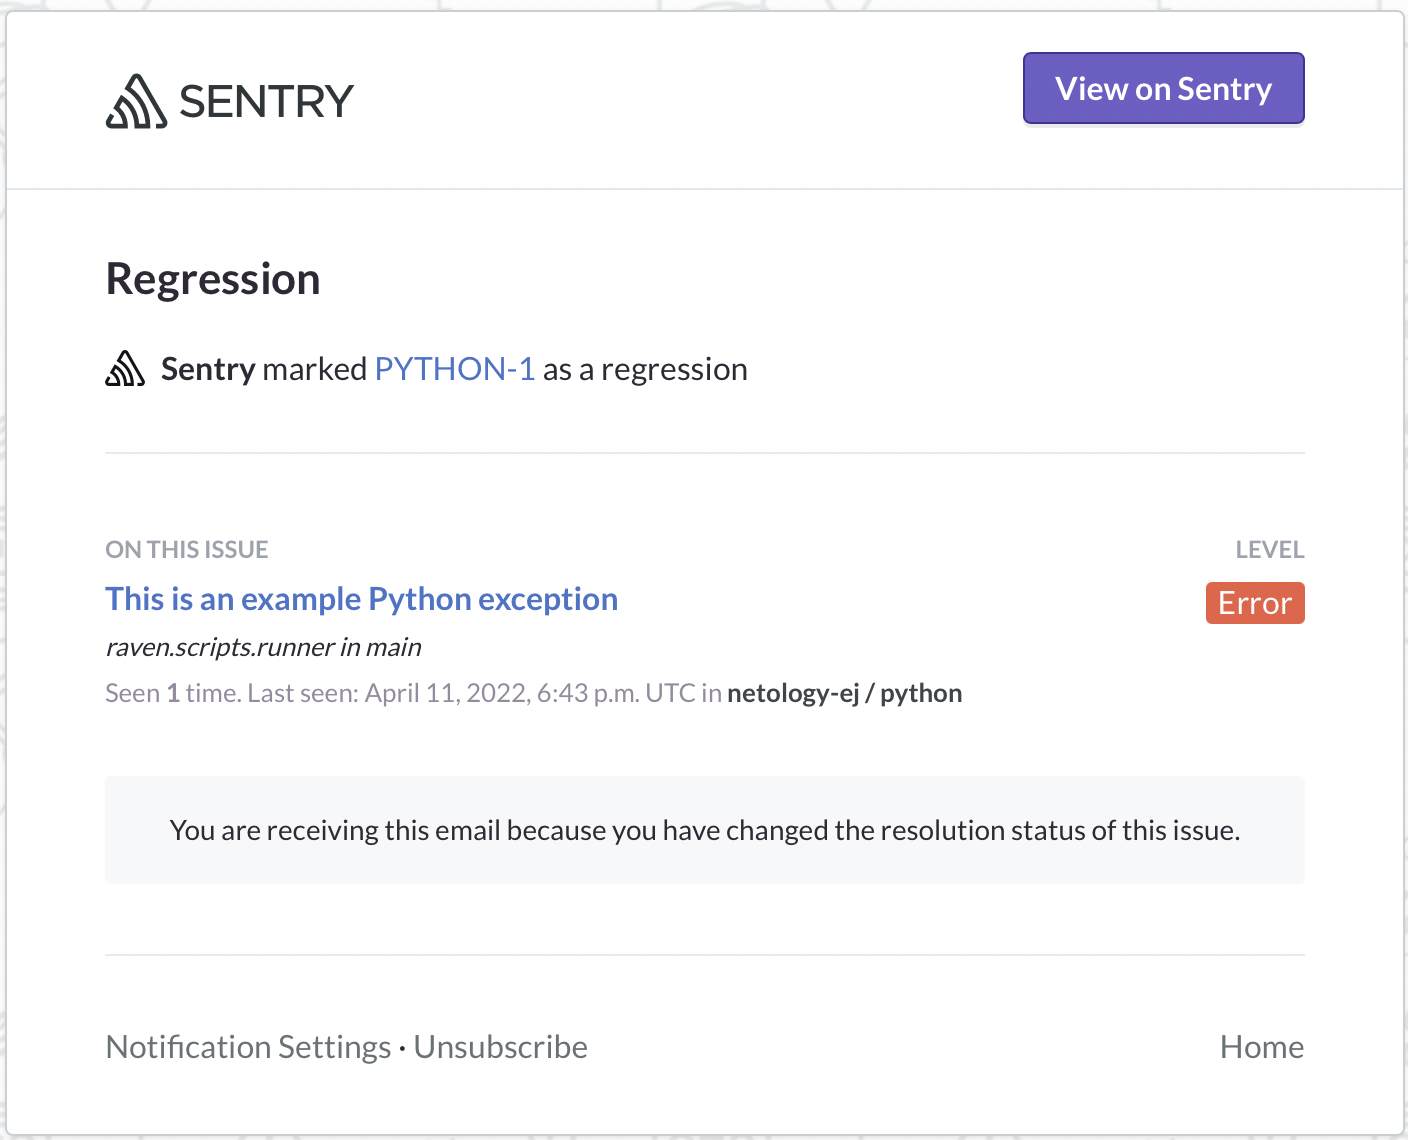 SENTRY
View on Sentry
Regression
Sentry marked PYTHON-1 as a regression
ON THIS ISSUE
LEVEL
This is an example Python exception
Error
raven.scripts.runner in main
Seen 1 time. Last seen: April 11, 2022, 6:43 p.m. UTC in netology-ej / python
You are receiving this email because you have changed the resolution status of this issue.
Notification Settings · Unsubscribe
Home